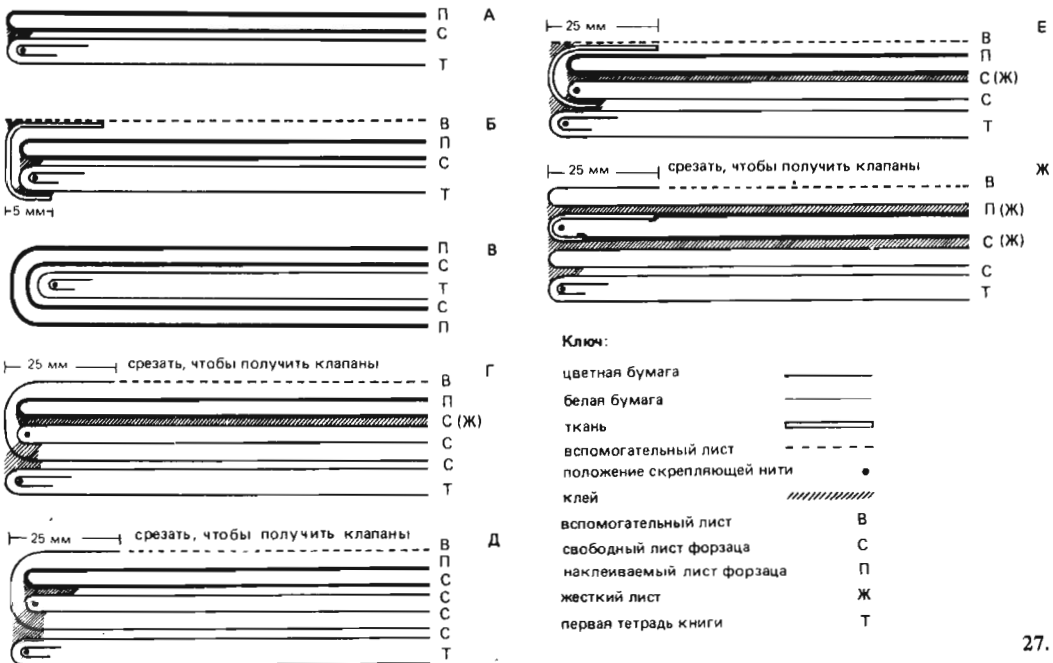 П А
С
Т
В Б
П
С
Т
5 мм
П В
С
Т
С
П
25 мм срезать, чтобы получить клапаны
В Г
П
С (Ж)
С
С
Т
25 мм срезать, чтобы получить клапаны
В Д
П
С
С
С
С
Т
25 мм
В Е
П
С (Ж)
С
Т
25 мм срезать, чтобы получить клапаны
В Ж
П (Ж)
С (Ж)
С
Т
Ключ:
цветная бумага
белая бумага
ткань
вспомогательный лист
положение скрепляющей нити
клей
вспомогательный лист В
свободный лист форзаца С
наклеиваемый лист форзаца П
жесткий лист Ж
первая тетрадь книги Т
27.